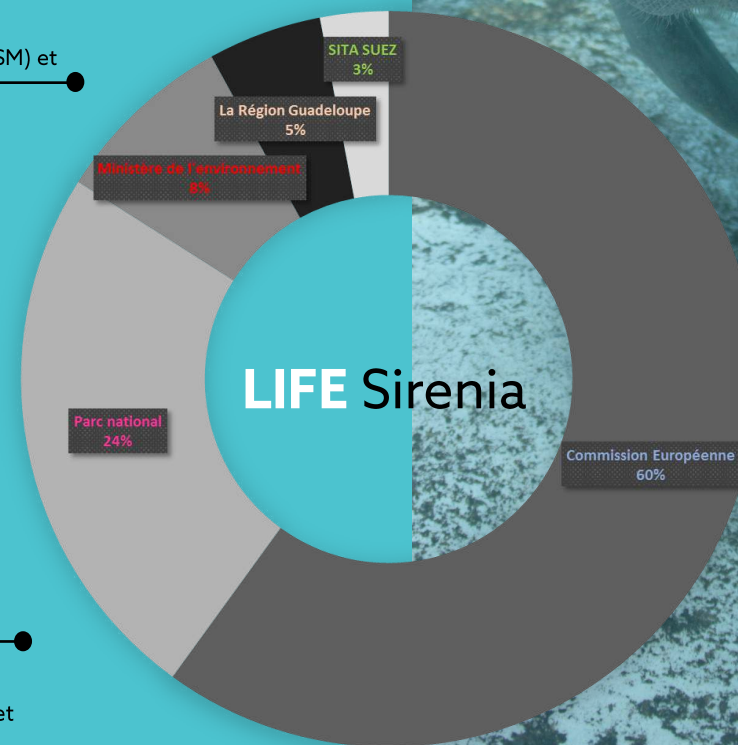 SM) et
SITA SUEZ
3%
La Région Guadeloupe
5%
Ministère de l'environnement
8%
LIFE Sirenia
Parc national
24%
Commission Européenne
60%
et